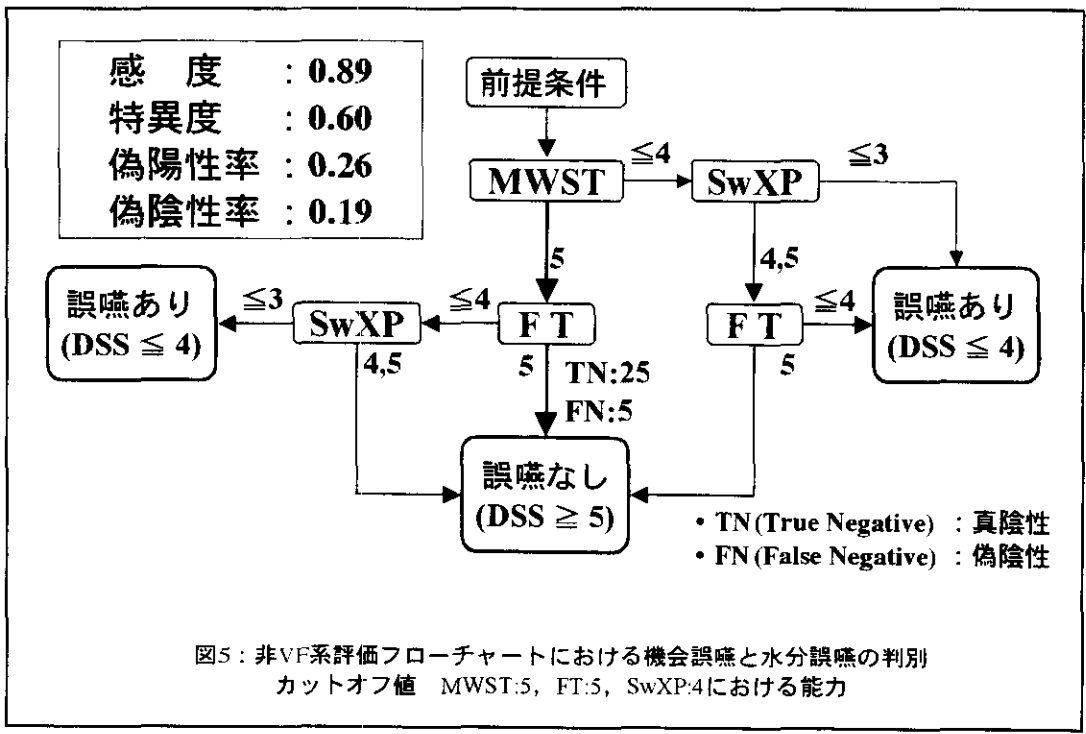 感　度　：0.89
特異度　：0.60
偽陽性率：0.26
偽陰性率：0.19
前提条件
MWST
≦4
SwXP
≦3
5
4,5
誤嚥あり
(DSS ≦ 4)
≦3
SwXP
≦4
F T
F T
≦4
誤嚥あり
(DSS ≦ 4)
4,5
5
TN:25
FN:5
5
誤嚥なし
(DSS ≧ 5)
・TN(True Negative)：真陰性
・FN(False Negative)：偽陰性
図5：非VF系評価フローチャートにおける機会誤嚥と水分誤嚥の判別
カットオフ値　MWST:5，FT:5，SwXP:4における能力